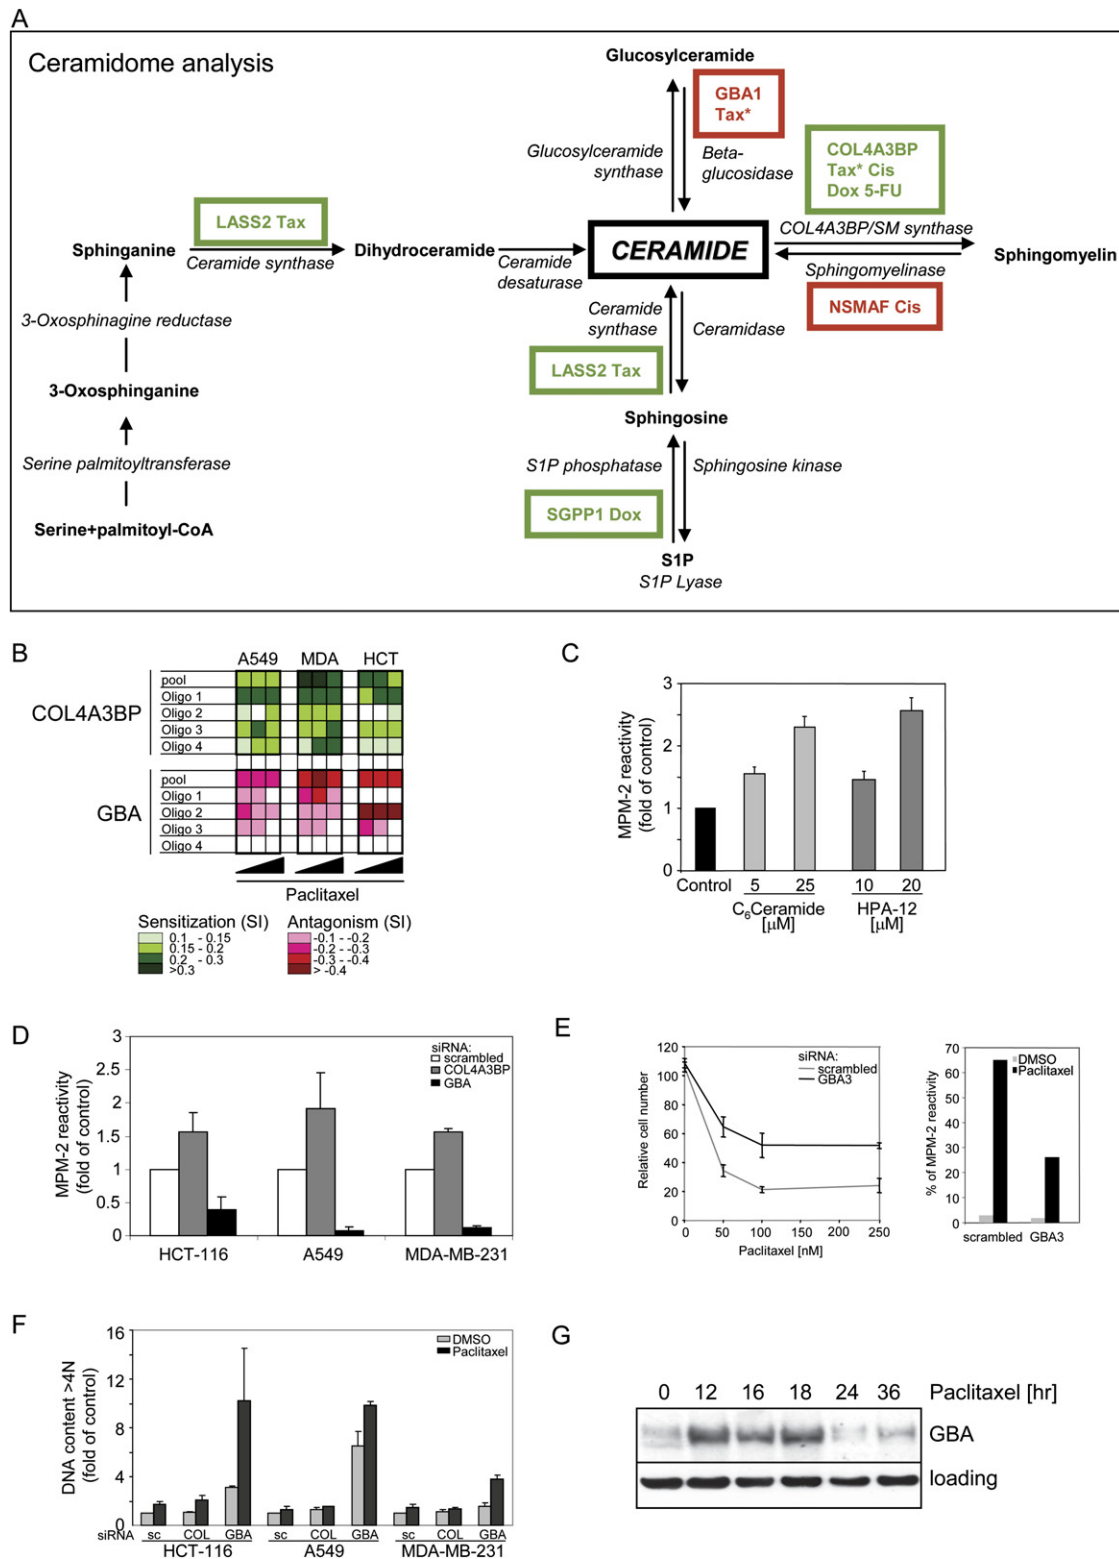 A
Ceramidome analysis
Glucosylceramide
GBA1
Tax*
Glucosylceramide
synthase
Beta-
glucosidase
COL4A3BP
Tax* Cis
Dox 5-FU
LASS2 Tax
COL4A3BP/SM synthase
Sphinganine
Ceramide synthase
Dihydroceramide
Ceramide
desaturase
CERAMIDE
Sphingomyelin
Sphingomyelinase
NSMAF Cis
3-Oxosphinagine reductase
Ceramide
synthase
Ceramidase
LASS2 Tax
3-Oxosphinganine
Sphingosine
Serine palmitoyltransferase
S1P phosphatase
Sphingosine kinase
SGPP1 Dox
Serine+palmitoyl-CoA
S1P
S1P Lyase
B
A549 MDA HCT
COL4A3BP
pool
Oligo 1
Oligo 2
Oligo 3
Oligo 4
GBA
pool
Oligo 1
Oligo 2
Oligo 3
Oligo 4
Paclitaxel
Sensitization (SI)
0.1 - 0.15
0.15 - 0.2
0.2 - 0.3
>0.3
Antagonism (SI)
-0.1 - -0.2
-0.2 - -0.3
-0.3 - -0.4
> -0.4
C
MPM-2 reactivity
(fold of control)
3
2
1
0
Control 5 25 10 20
C6Ceramide
[µM]
HPA-12
[µM]
D
MPM-2 reactivity
(fold of control)
3
2.5
2
1.5
1
0.5
0
siRNA:
scrambled
COL4A3BP
GBA
HCT-116 A549 MDA-MB-231
E
Relative cell number
120
100
80
60
40
20
0
siRNA:
scrambled
GBA3
0 50 100 150 200 250
Paclitaxel [nM]
% of MPM-2 reactivity
70
60
50
40
30
20
10
0
DMSO
Paclitaxel
scrambled GBA3
F
DNA content >4N
(fold of control)
16
12
8
4
0
DMSO
Paclitaxel
siRNA sc COL GBA sc COL GBA sc COL GBA
HCT-116 A549 MDA-MB-231
G
0 12 16 18 24 36 Paclitaxel [hr]
GBA
loading